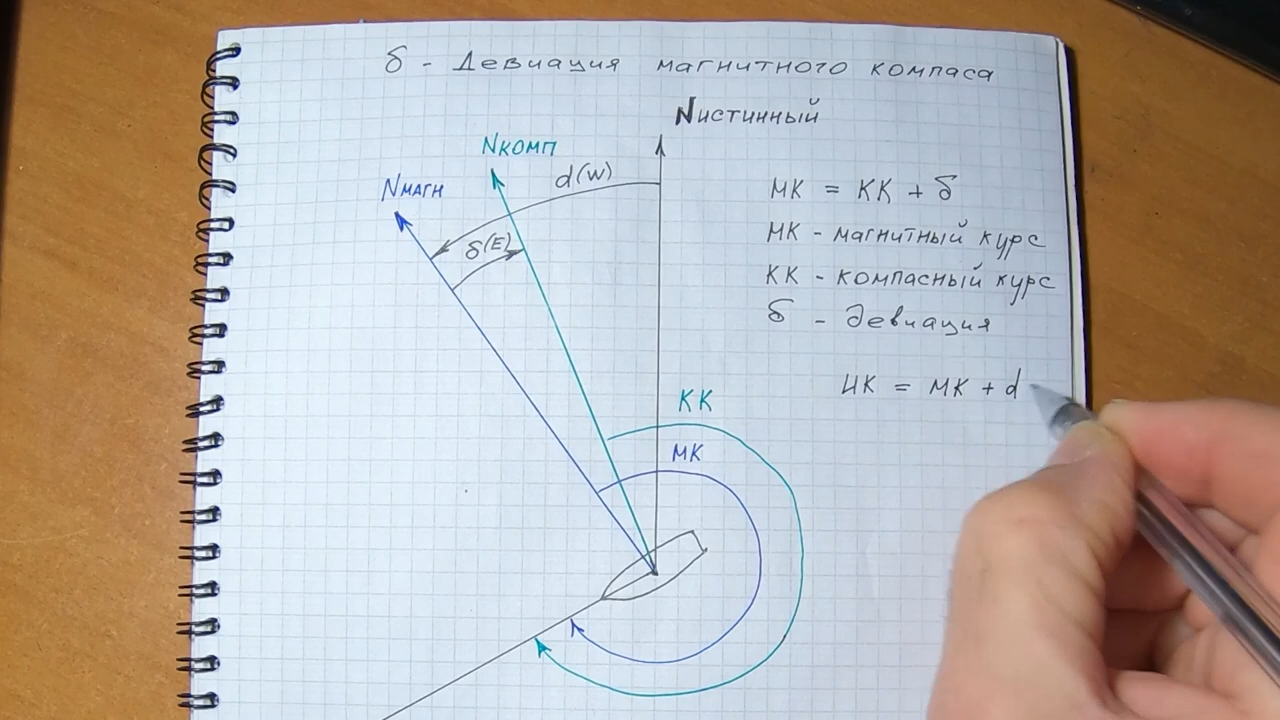 δ - Девиация магнитного компаса
Nистинный
Nкомп
d(W)
Nмагн
δ(E)
МК = КК + δ
МК - магнитный курс
КК - компасный курс
δ - девиация
ИК = МК + d
КК
МК